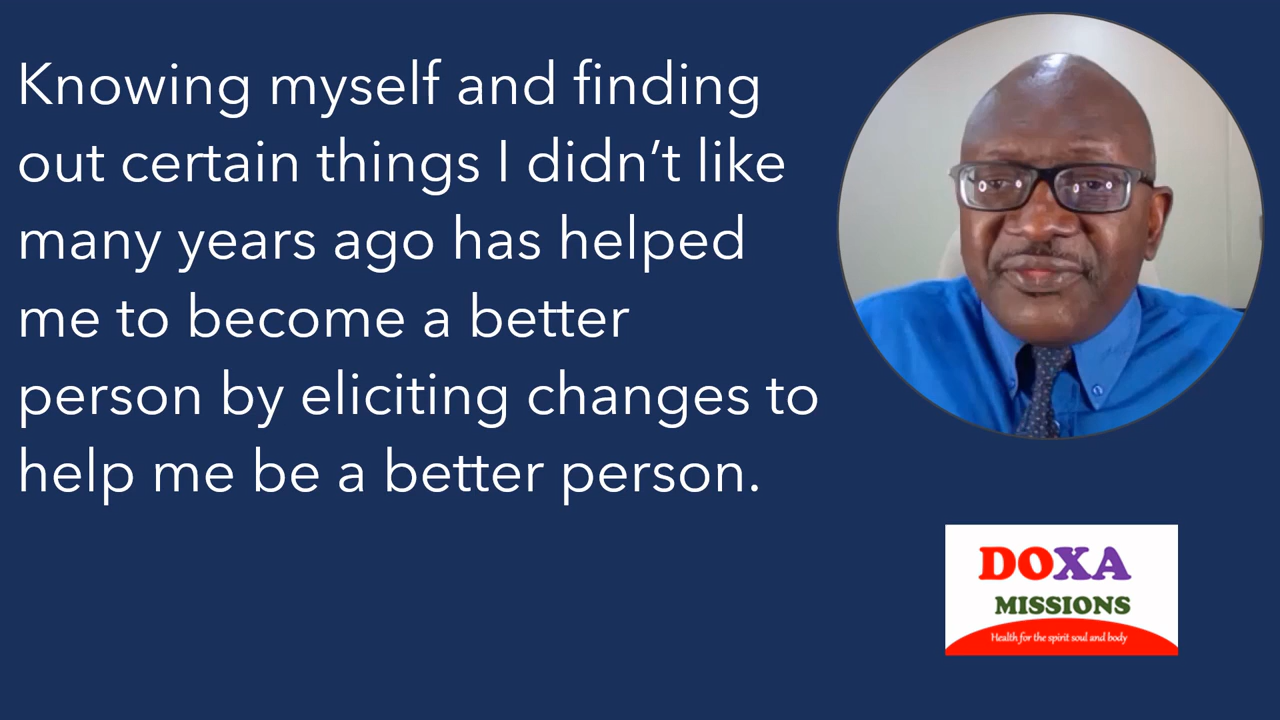 Knowing myself and finding
out certain things I didn’t like
many years ago has helped
me to become a better
person by eliciting changes to
help me be a better person.
DOXA
MISSIONS
Health for the spirit soul and body